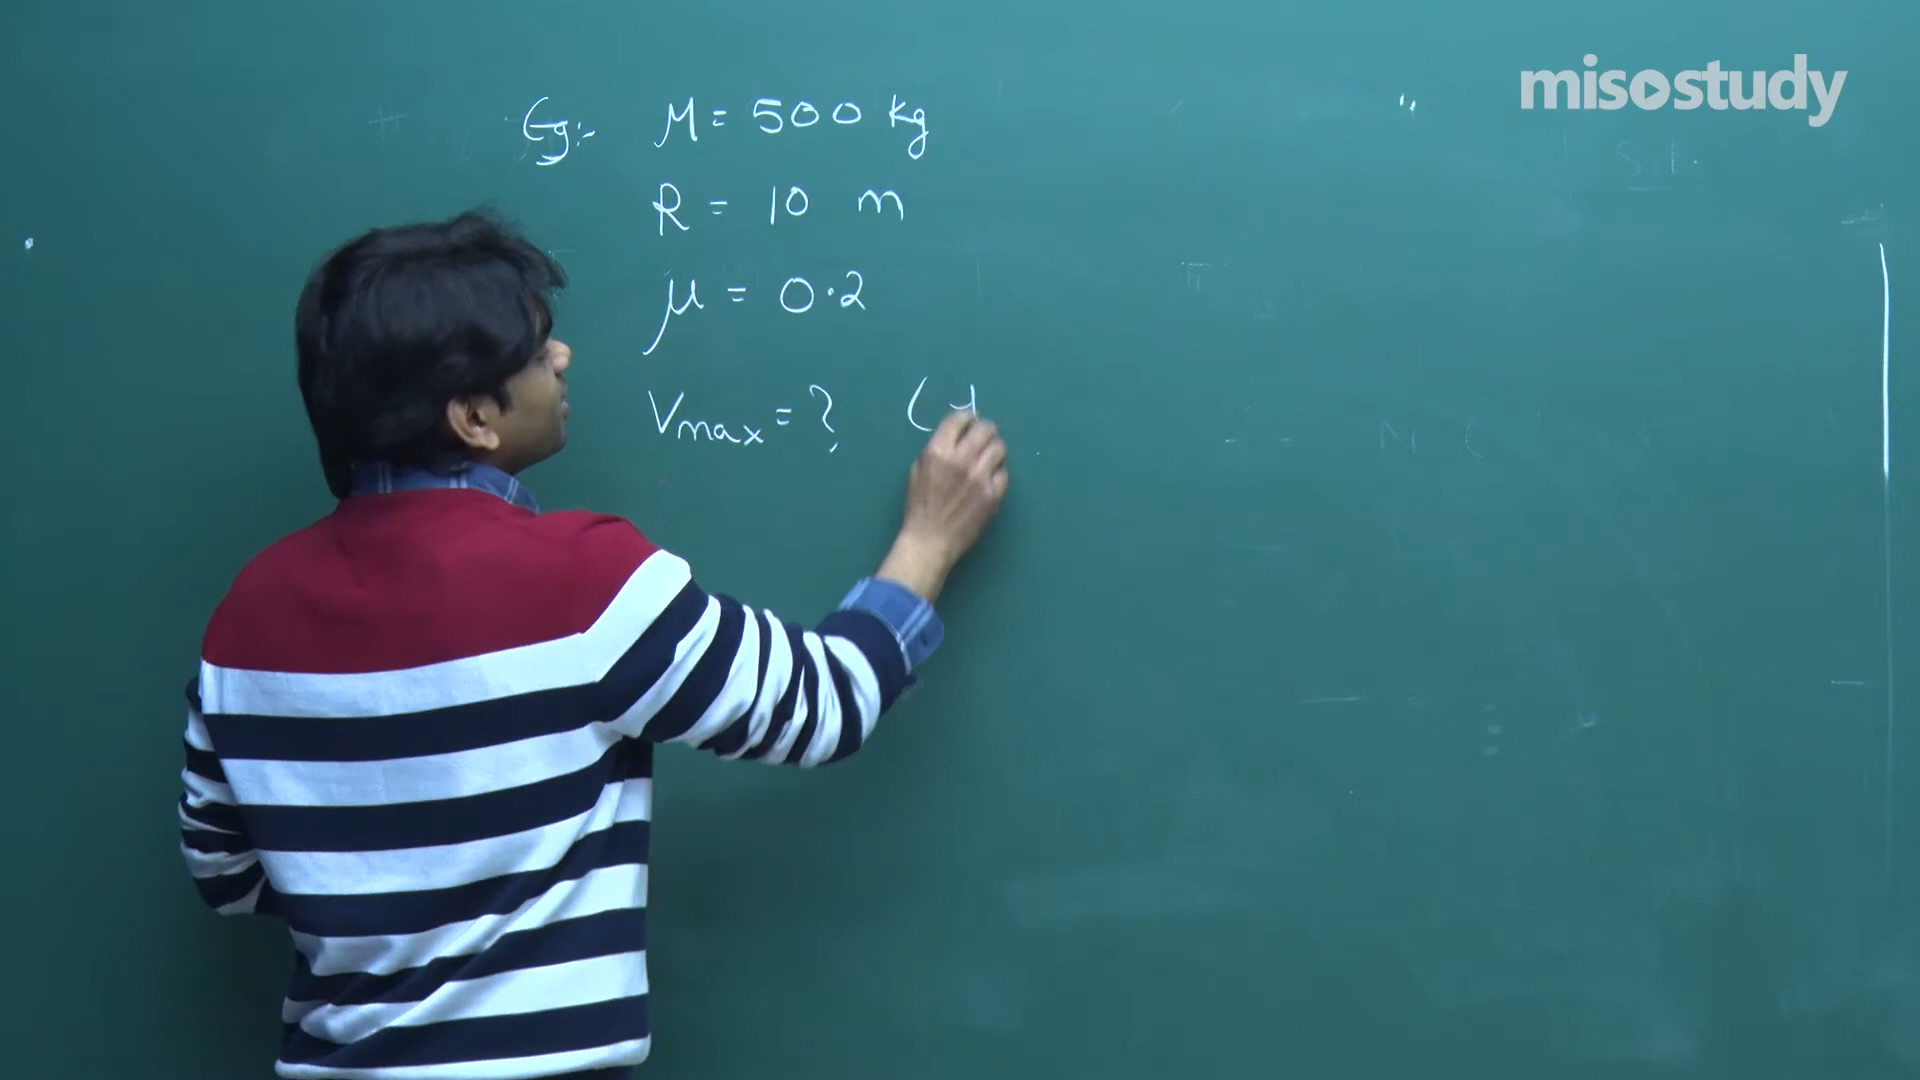 misostudy
Eg:- M = 500 kg
R = 10 m
μ = 0.2
Vmax = ? (